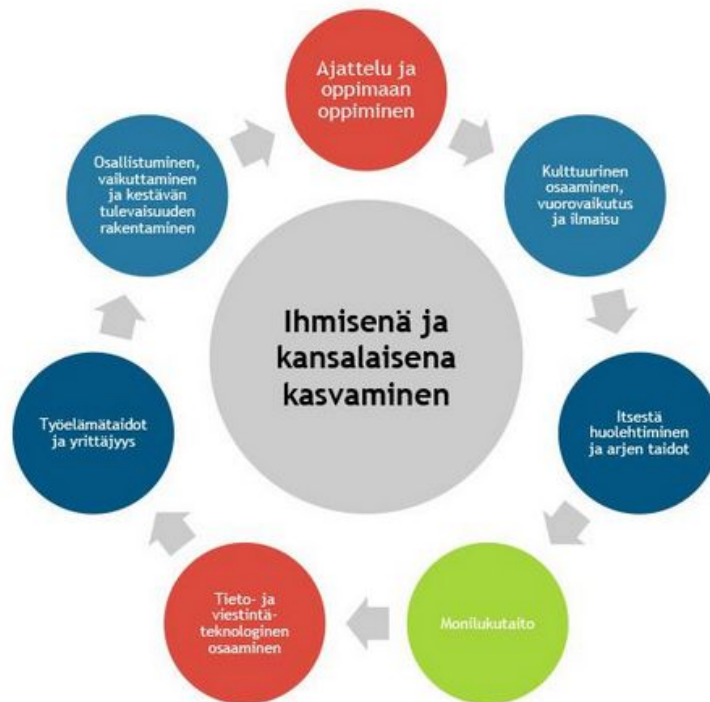 Ajattelu ja
oppimaan
oppiminen
Kulttuurinen
osaaminen,
vuorovaikutus
ja ilmaisu
Itsestä
huolehtiminen
ja arjen taidot
Monilukutaito
Tieto- ja
viestintä-
teknologinen
osaaminen
Työelämätaidot
ja yrittäjyys
Osallistuminen,
vaikuttaminen
ja kestävän
tulevaisuuden
rakentaminen
Ihmisenä ja
kansalaisena
kasvaminen